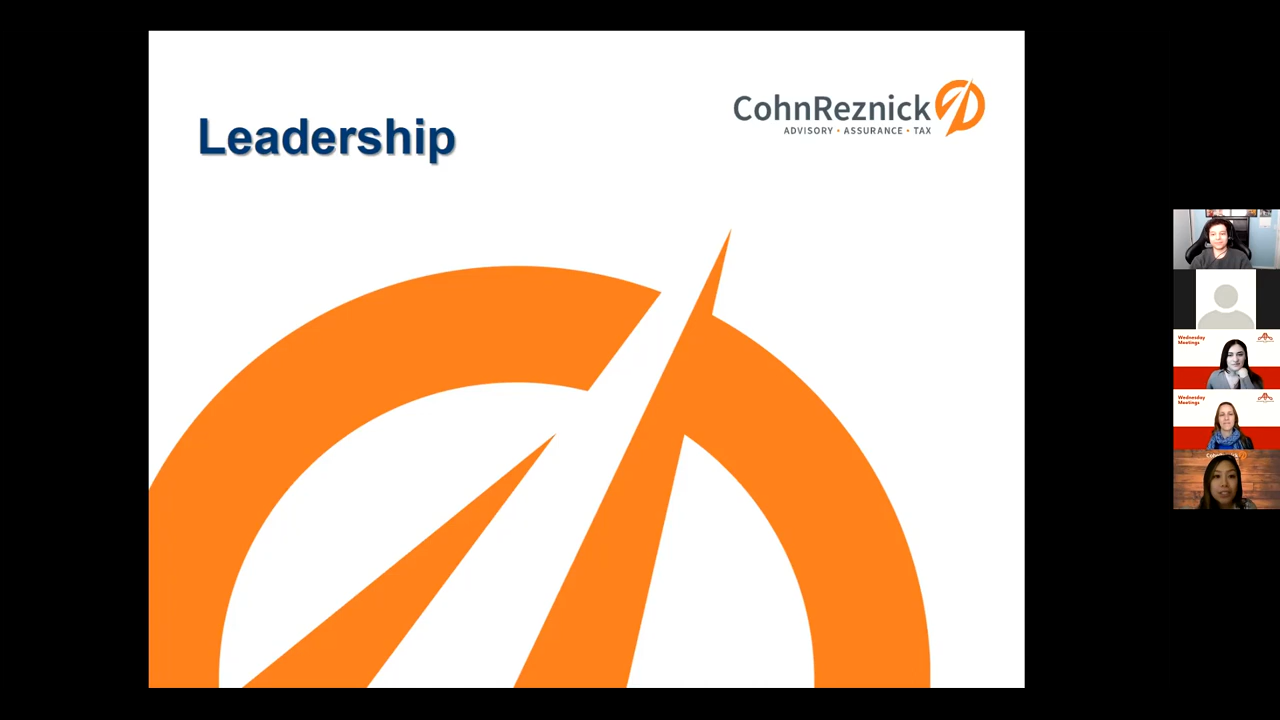 Leadership
CohnReznick
ADVISORY • ASSURANCE • TAX
Wednesday
Meetings
Wednesday
Meetings